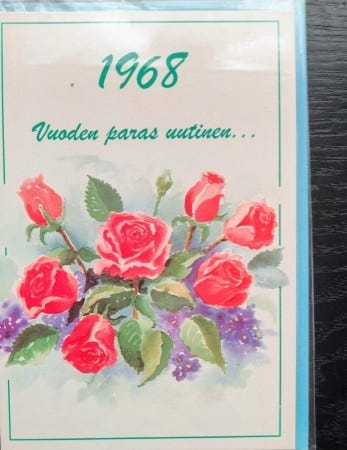 1968
Vuoden paras uutinen...